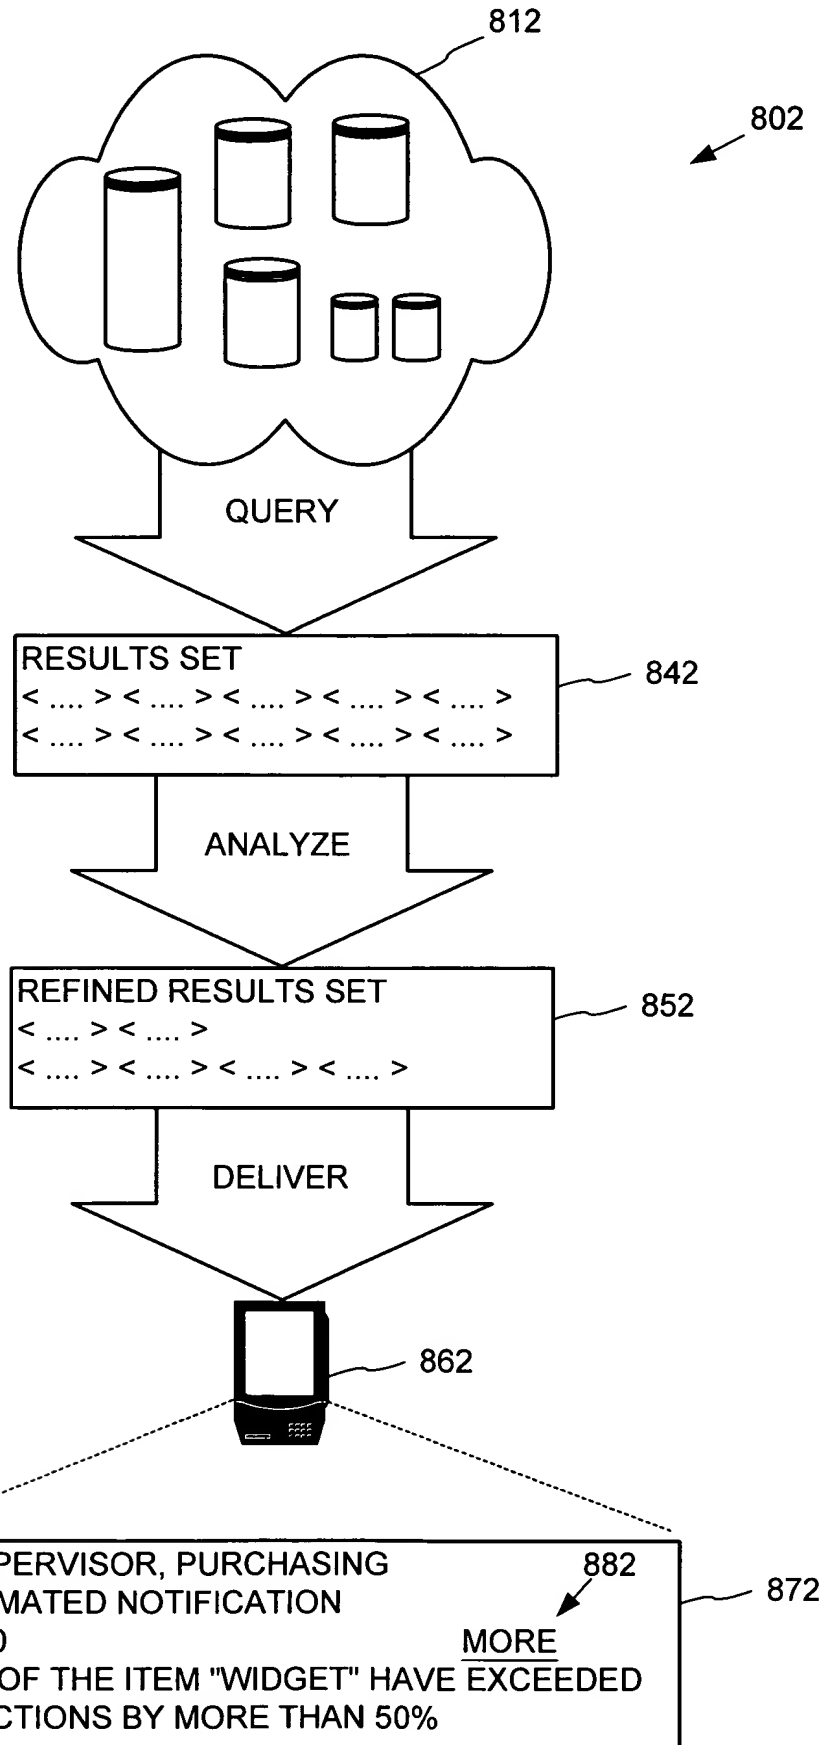 812
802
QUERY
RESULTS SET
< .... > < .... > < .... > < .... > < .... >
< .... > < .... > < .... > < .... > < .... >
842
ANALYZE
REFINED RESULTS SET
< .... > < .... >
< .... > < .... > < .... > < .... >
852
DELIVER
862
PERVISOR, PURCHASING
882
MATED NOTIFICATION
872
MORE
OF THE ITEM "WIDGET" HAVE EXCEEDED
CTIONS BY MORE THAN 50%